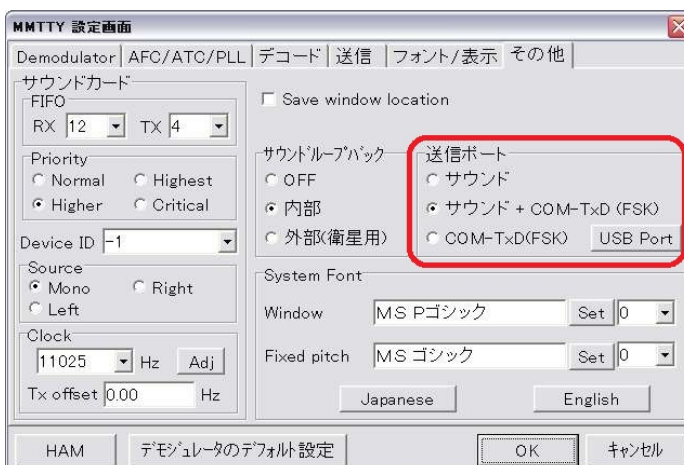 MMTTY 設定画面
Demodulator AFC/ATC/PLL デコード 送信 フォント/表示 その他
サウンドカード
FIFO
RX 12 TX 4
Priority
Normal Highest
Higher Critical
Device ID -1
Source
Mono Right
Left
Clock
11025 Hz Adj
Tx offset 0.00 Hz
Save window location
サウンドループバック
OFF
内部
外部(衛星用)
送信ポート
サウンド
サウンド + COM-TxD (FSK)
COM-TxD(FSK) USB Port
System Font
Window MS Pゴシック Set 0
Fixed pitch MS ゴシック Set 0
Japanese English
HAM デモジュレータのデフォルト設定 OK キャンセル